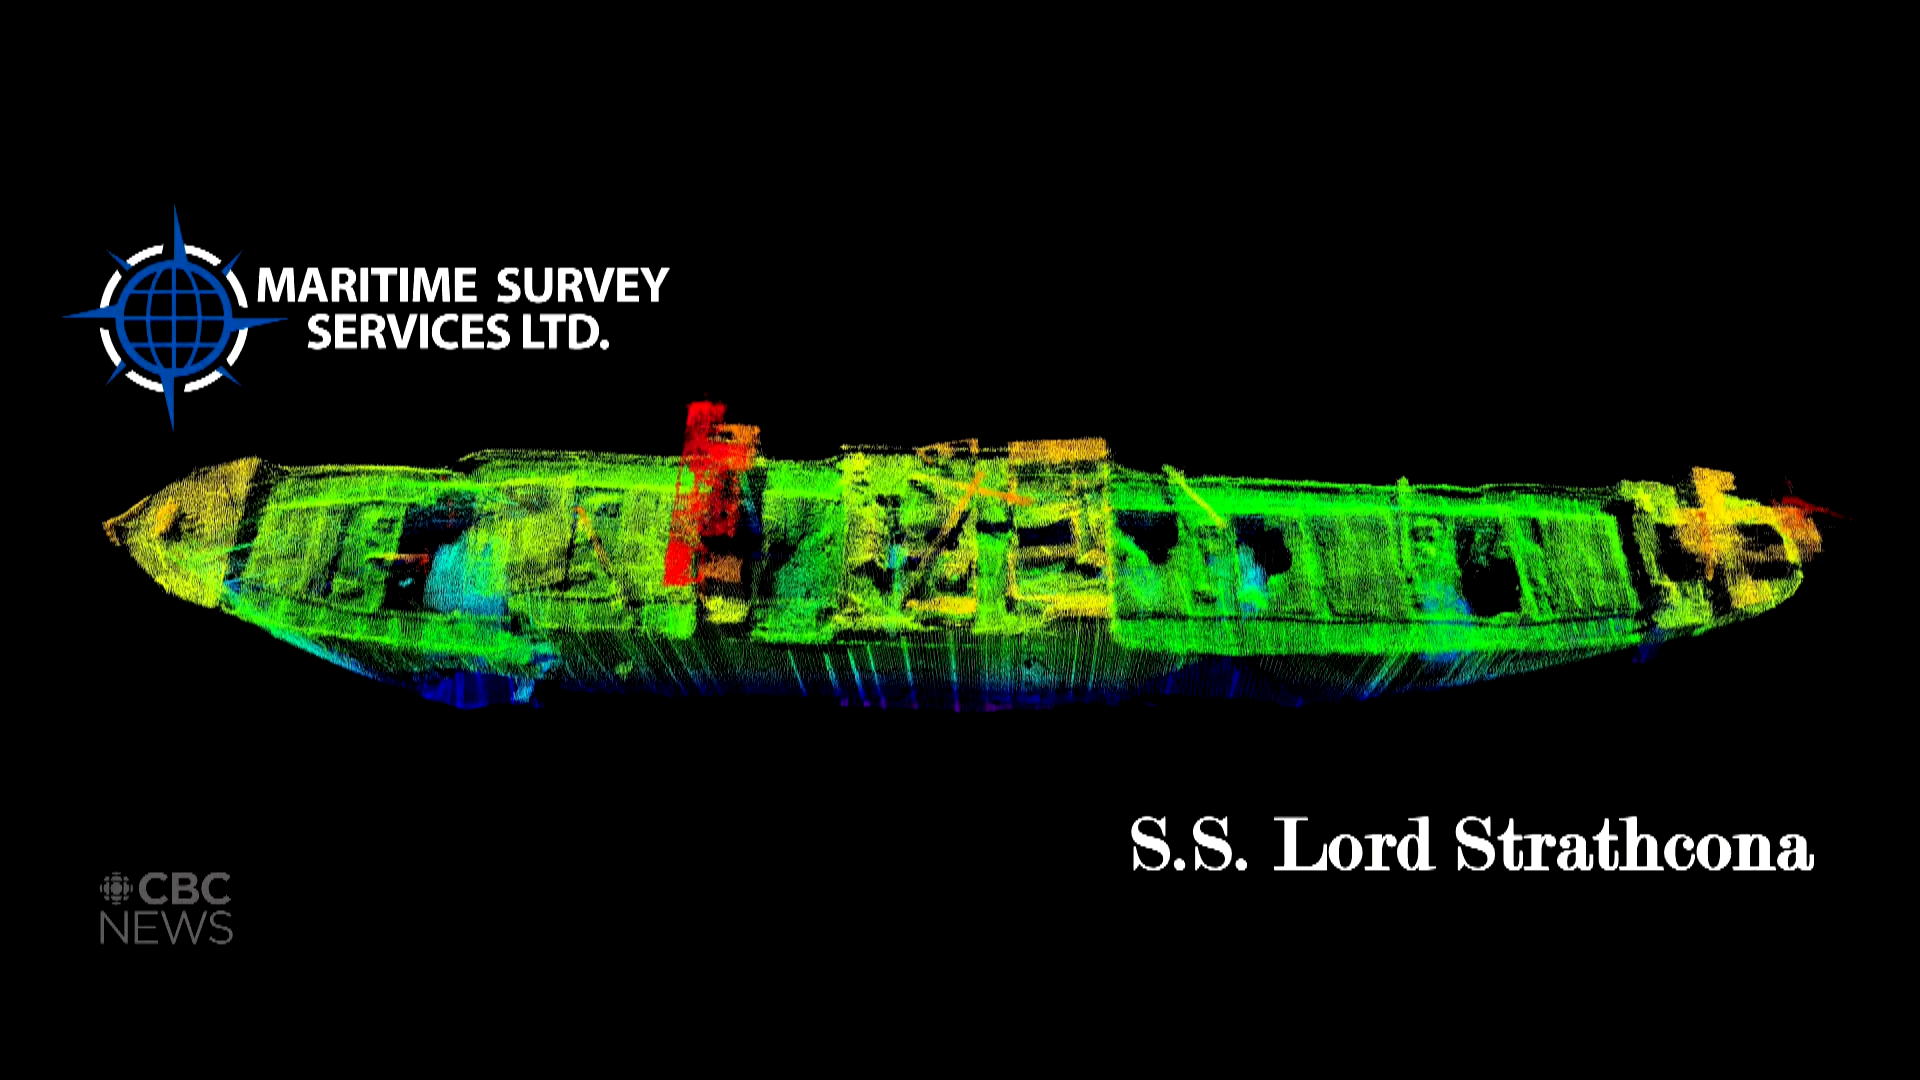 MARITIME SURVEY
SERVICES LTD.
S.S. Lord Strathcona
CBC
NEWS